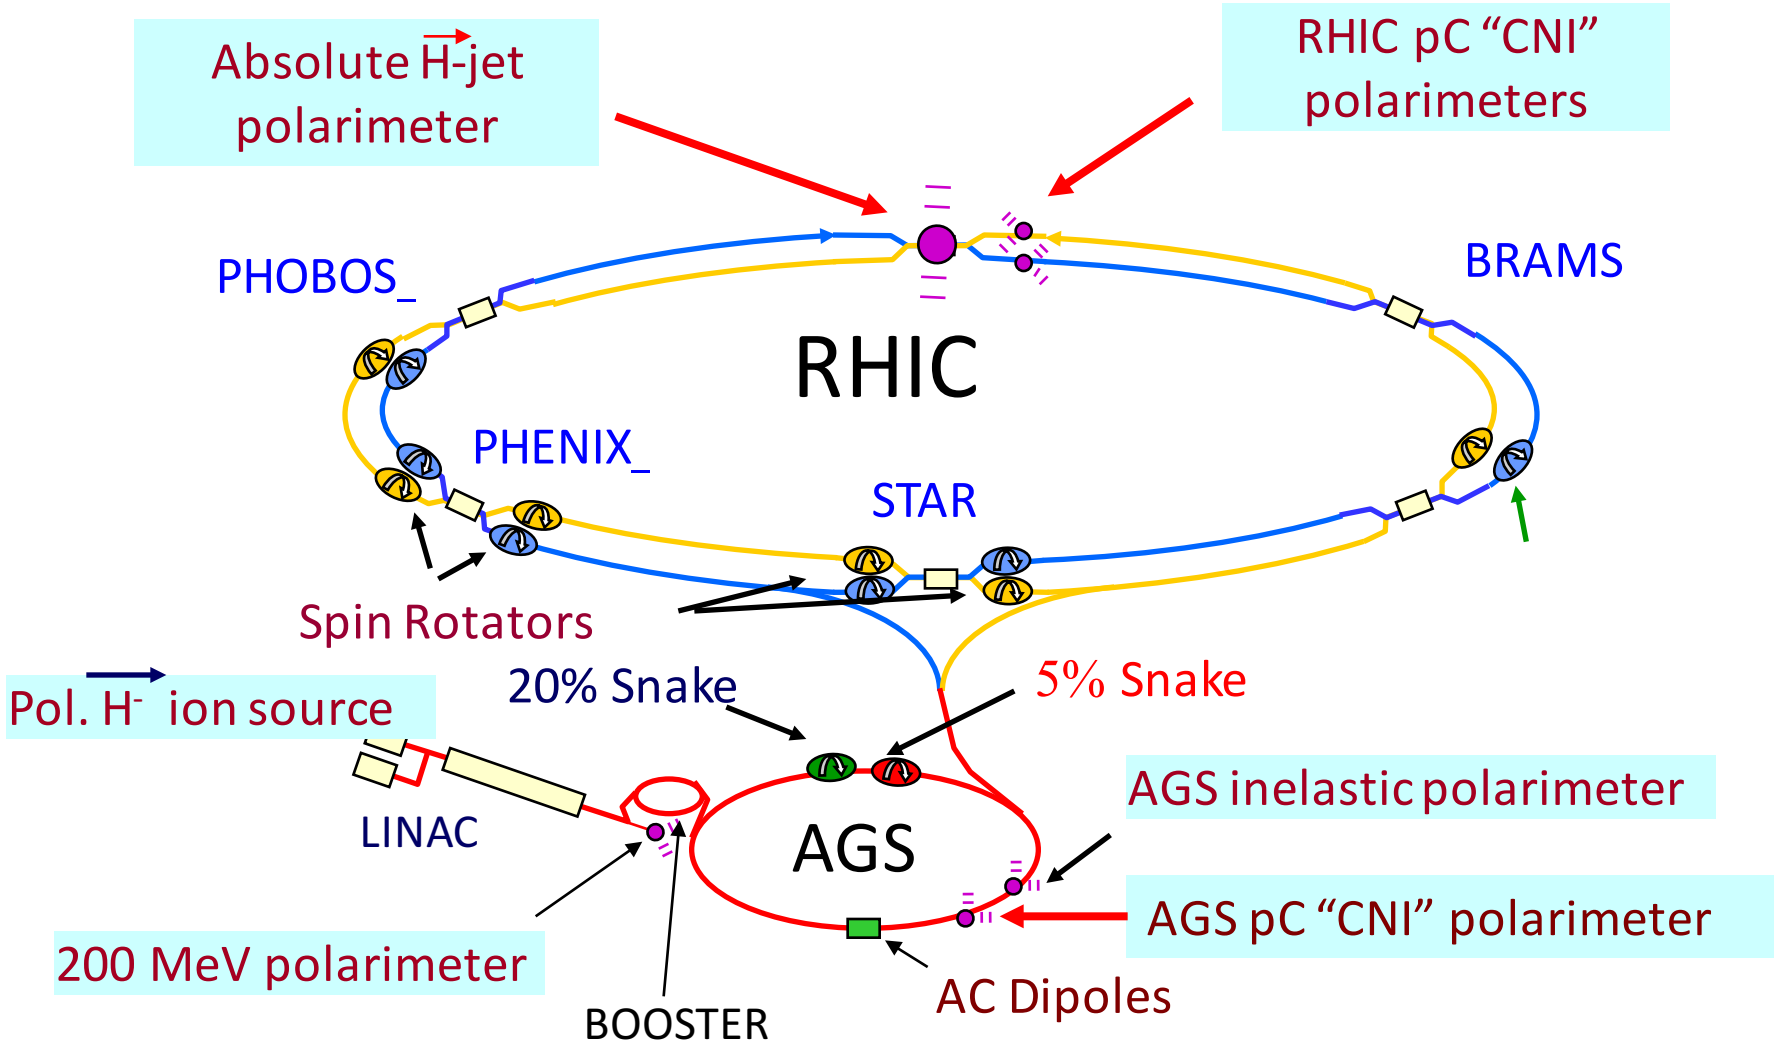 Absolute H-jet
polarimeter
RHIC pC “CNI”
polarimeters
PHOBOS_
BRAMS
RHIC
PHENIX_
STAR
Spin Rotators
20% Snake
5% Snake
Pol. H⁻ ion source
LINAC
AGS inelastic polarimeter
AGS
AGS pC “CNI” polarimeter
200 MeV polarimeter
AC Dipoles
BOOSTER